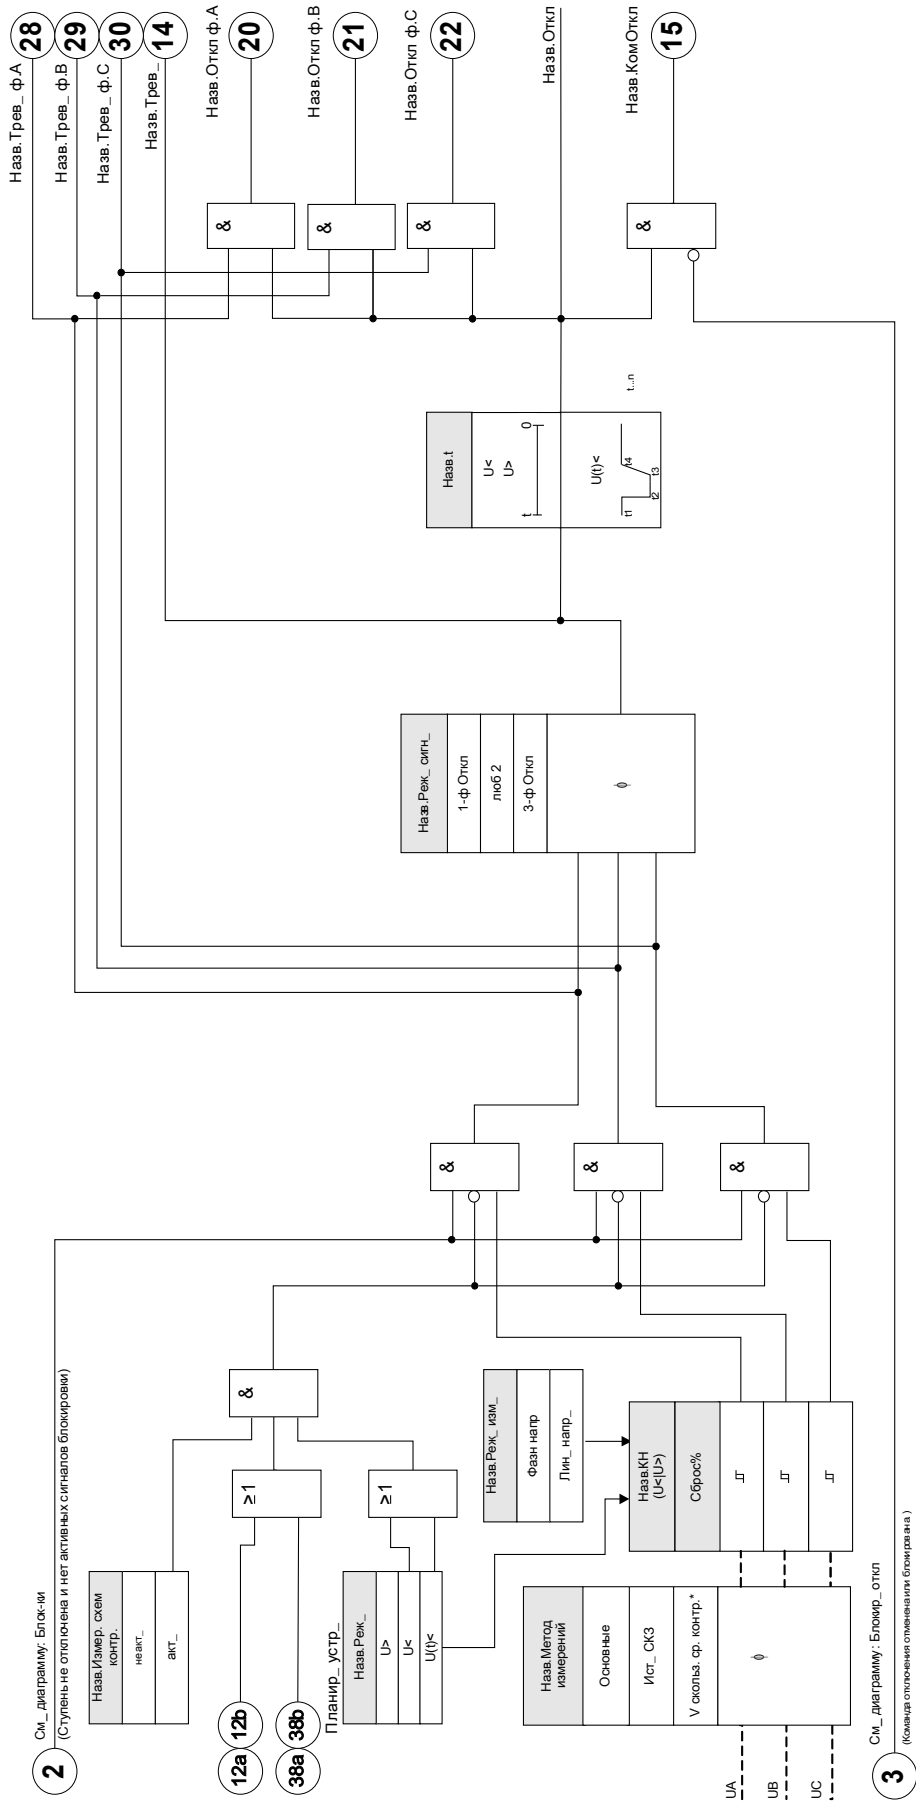 28
Назв.Трев_ ф.A
29
Назв.Трев_ ф.B
30
Назв.Трев_ ф.C
14
Назв.Трев_
20
Назв.Откл ф.A
21
Назв.Откл ф.B
22
Назв.Откл ф.C
Назв.Откл
15
Назв.КомОткл
&
&
&
&
Назв.t
U<
U>
t
0
U(t)<
t1
t2
t3
t4
t...n
Назв.Реж_ сигн_
1-ф Откл
люб 2
3-ф Откл
φ
&
&
&
2
См_ диаграмму: Блок-ки
(Ступень не отключена и нет активных сигналов блокировки)
Назв.Измер. схем
контр.
неакт_
акт_
&
≥1
≥1
12a
12b
38a
38b
Планир_ устр_
Назв.Реж_
U>
U<
U(t)<
Назв.Реж_ изм_
Фазн напр
Лин_ напр_
Назв.КН
(U<|U>)
Сброс%
Назв.Метод
измерений
Основные
Ист_ СКЗ
V скольз. ср. контр.*
φ
UA
UB
UC
3
См_ диаграмму: Блокир_ откл
(Команда отключения отменена или блокирована.)